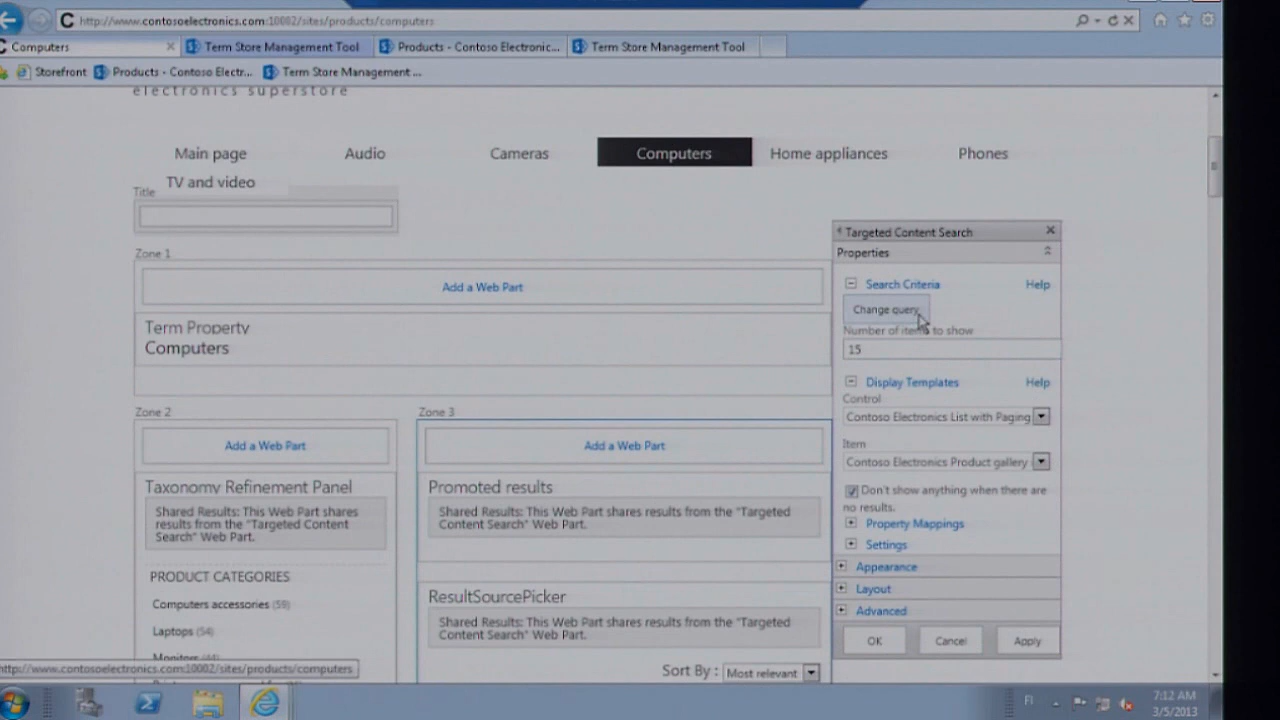 http://www.contosoelectronics.com:10002/sites/products/computers
Computers
Term Store Management Tool
Products - Contoso Electronic...
Term Store Management Tool
Storefront
Products - Contoso Electr...
Term Store Management ...
electronics superstore
Main page
Audio
Cameras
Computers
Home appliances
Phones
TV and video
Title
Zone 1
Add a Web Part
Term Property
Computers
Zone 2
Add a Web Part
Taxonomy Refinement Panel
Shared Results: This Web Part shares
results from the "Targeted Content
Search" Web Part.
PRODUCT CATEGORIES
Computers accessories (59)
Laptops (54)
Zone 3
Add a Web Part
Promoted results
Shared Results: This Web Part shares results from the "Targeted
Content Search" Web Part.
ResultSourcePicker
Shared Results: This Web Part shares results from the "Targeted
Content Search" Web Part.
Sort By :
Most relevant
Targeted Content Search
Properties
Search Criteria
Help
Change query
Number of items to show
15
Display Templates
Help
Control
Contoso Electronics List with Paging
Item
Contoso Electronics Product gallery
Don't show anything when there are
no results.
Property Mappings
Settings
Appearance
Layout
Advanced
OK
Cancel
Apply
http://www.contosoelectronics.com:10002/sites/products/computers
FI
7:12 AM
3/5/2013